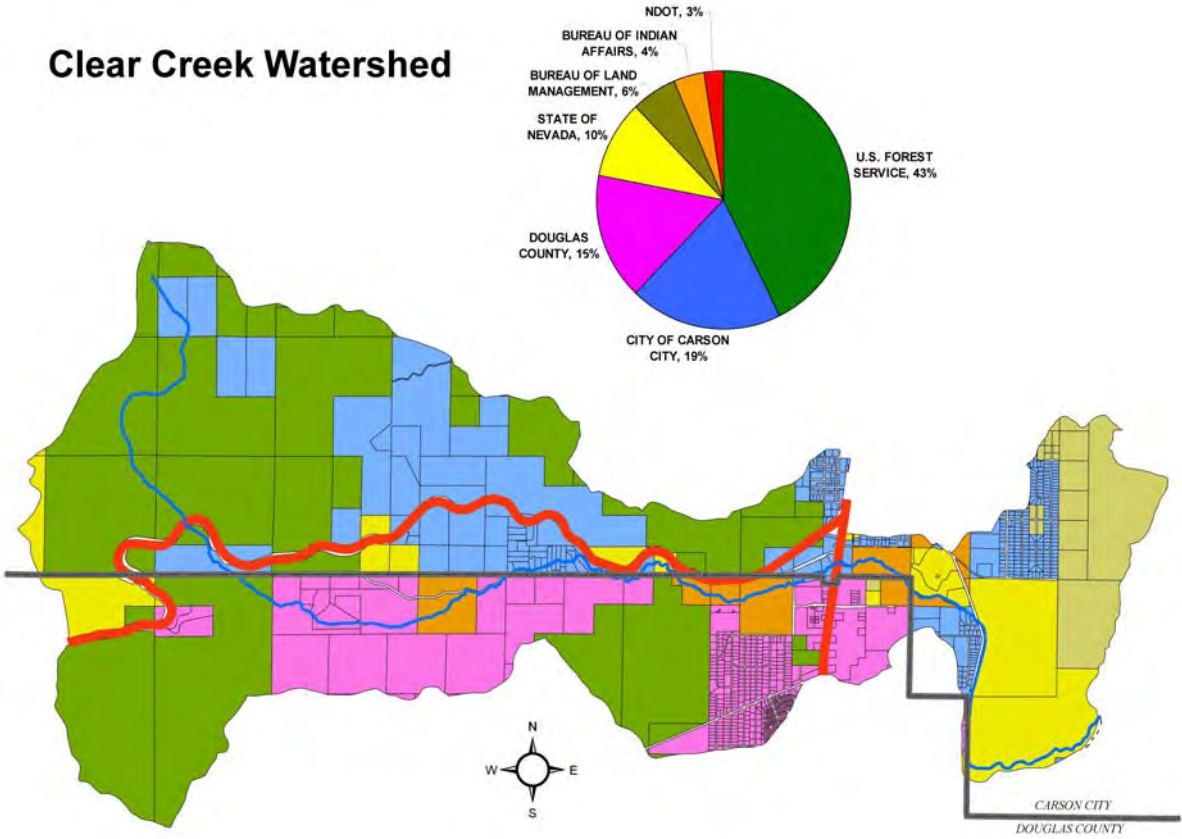 Clear Creek Watershed
NDOT, 3%
BUREAU OF INDIAN
AFFAIRS, 4%
BUREAU OF LAND
MANAGEMENT, 6%
STATE OF
NEVADA, 10%
U.S. FOREST
SERVICE, 43%
DOUGLAS
COUNTY, 15%
CITY OF CARSON
CITY, 19%
N
W
E
S
CARSON CITY
DOUGLAS COUNTY